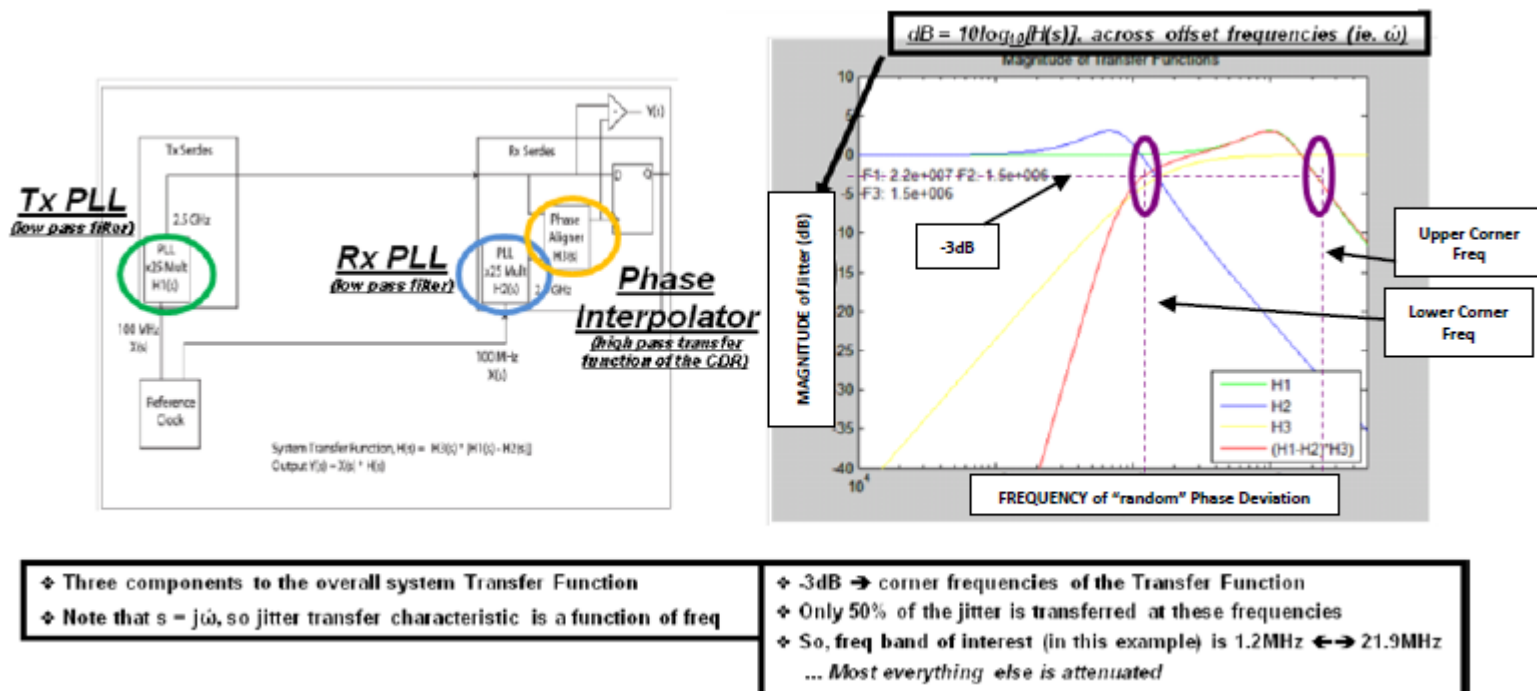 dB = 10log10[H(s)], across offset frequencies (ie. ώ)
Magnitude of Transfer Functions
10
5
0
-5
-10
-15
-20
-25
-30
-35
-40
10^4
F1: 2.2e+007 F2: 1.5e+006
F3: 1.5e+006
-3dB
MAGNITUDE of Jitter (dB)
Upper Corner
Freq
Lower Corner
Freq
H1
H2
H3
(H1-H2)*H3)
FREQUENCY of "random" Phase Deviation
Tx Serdes
Rx Serdes
Y(s)
D
Q
Tx PLL
(low pass filter)
2.5 GHz
PLL
x25 Mult
H1(s)
Rx PLL
(low pass filter)
PLL
x25 Mult
H2(s)
Phase
Aligner
H3(s)
GHz
Phase
Interpolator
(high pass transfer
function of the CDR)
100 MHz
X(s)
100 MHz
X(s)
Reference
Clock
System Transfer Function, H(s) = H3(s) * [H1(s) - H2(s)]
Output Y(s) = X(s) * H(s)
❖ Three components to the overall system Transfer Function
❖ Note that s = jώ, so jitter transfer characteristic is a function of freq
❖ -3dB ➔ corner frequencies of the Transfer Function
❖ Only 50% of the jitter is transferred at these frequencies
❖ So, freq band of interest (in this example) is 1.2MHz ←→ 21.9MHz
... Most everything else is attenuated